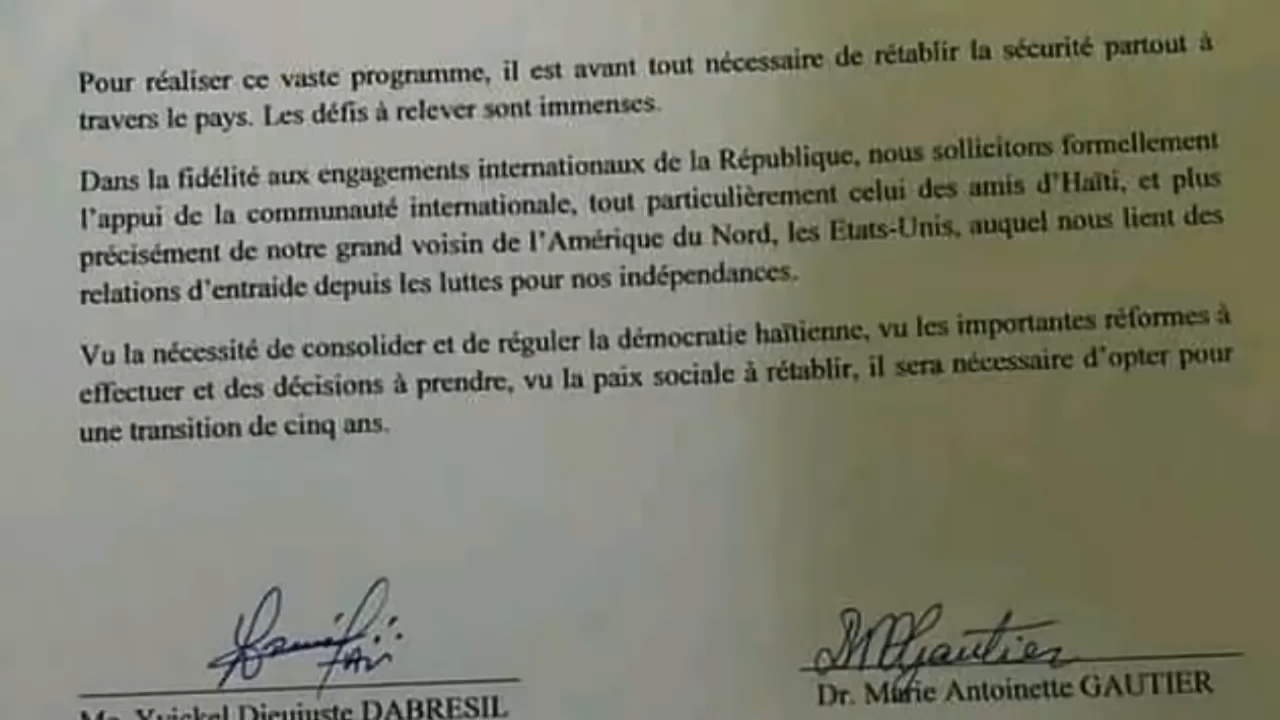 Pour réaliser ce vaste programme, il est avant tout nécessaire de rétablir la sécurité partout à
travers le pays. Les défis à relever sont immenses.
Dans la fidélité aux engagements internationaux de la République, nous sollicitons formellement
l'appui de la communauté internationale, tout particulièrement celui des amis d'Haïti, et plus
précisément de notre grand voisin de l'Amérique du Nord, les Etats-Unis, auquel nous lient des
relations d'entraide depuis les luttes pour nos indépendances.
Vu la nécessité de consolider et de réguler la démocratie haïtienne, vu les importantes réformes à
effectuer et des décisions à prendre, vu la paix sociale à rétablir, il sera nécessaire d'opter pour
une transition de cinq ans.
Gautier
Dieujuste DABRESIL
Dr. Marie Antoinette GAUTIER